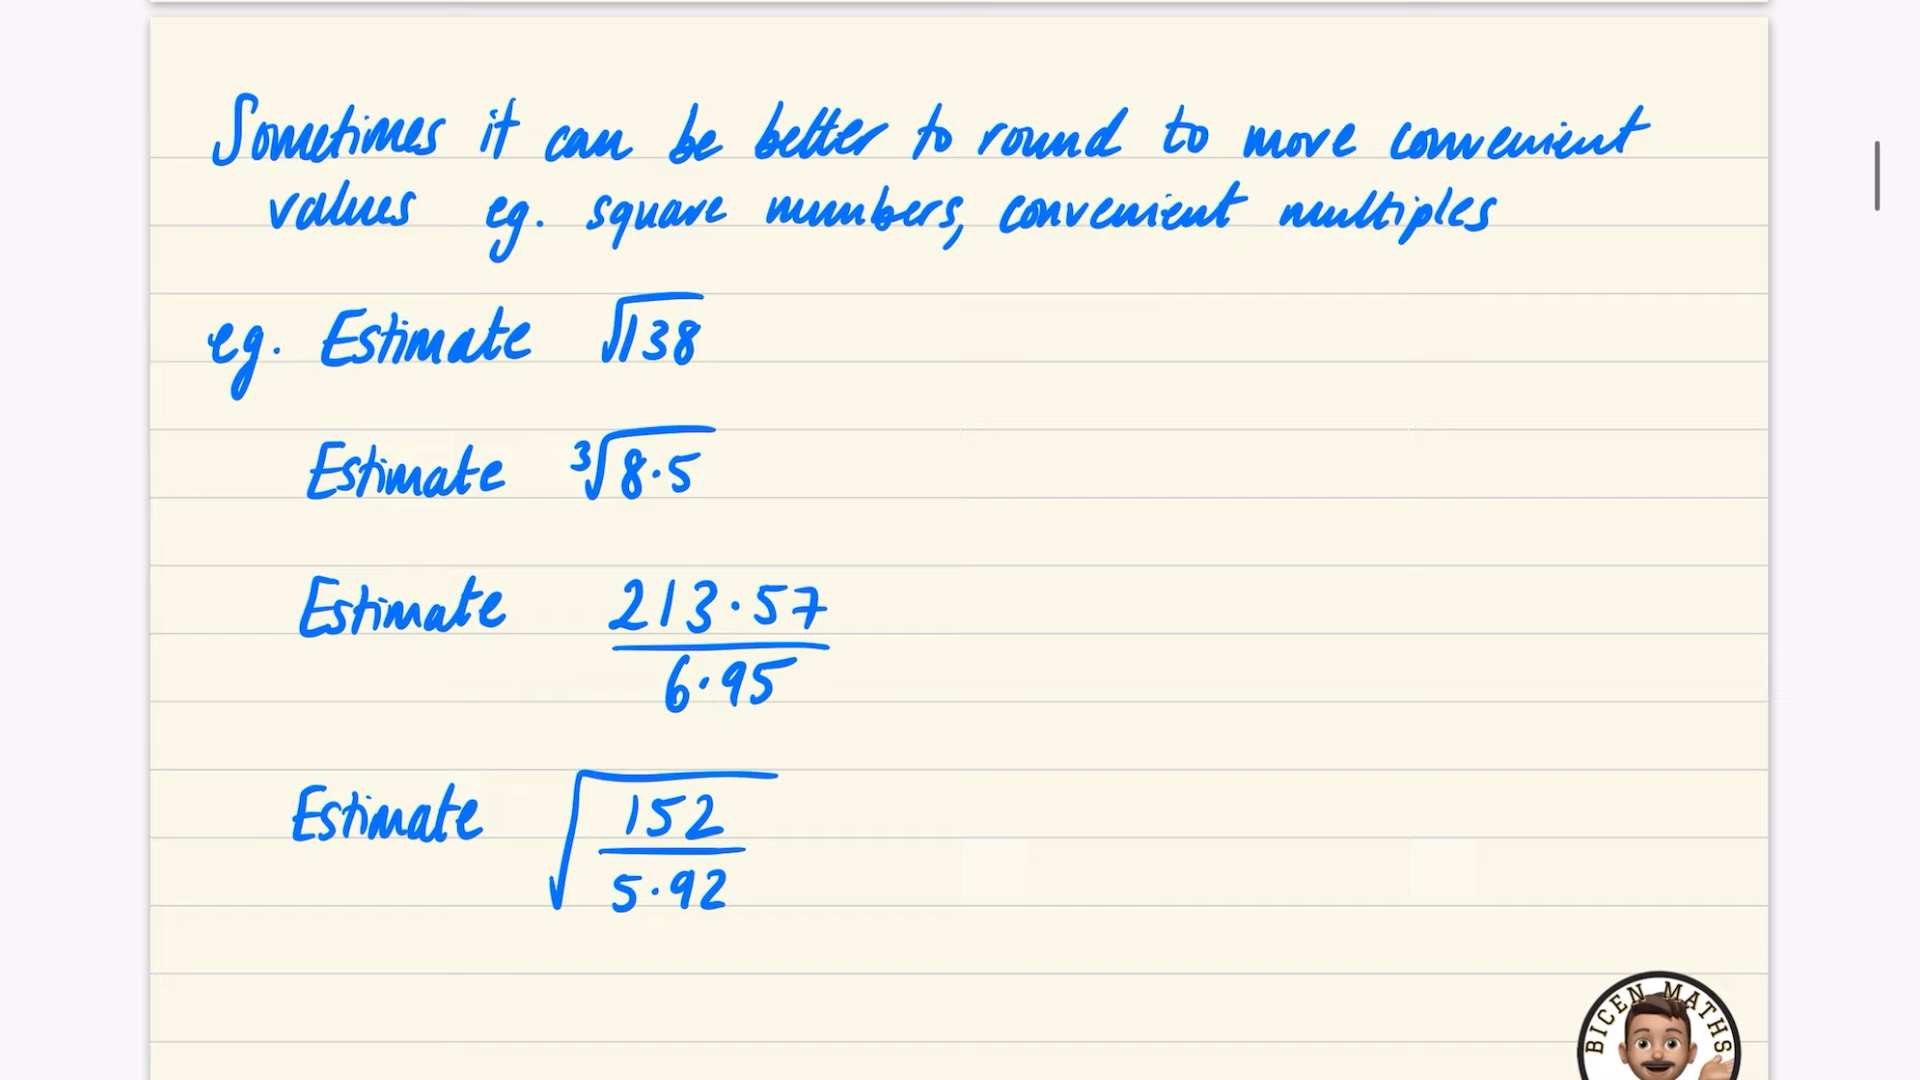 Sometimes it can be better to round to more convenient
values eg. square numbers, convenient multiples
eg. Estimate √138
Estimate ³√8·5
Estimate 213·57
6·95
Estimate √152
5·92
BICEN MATHS